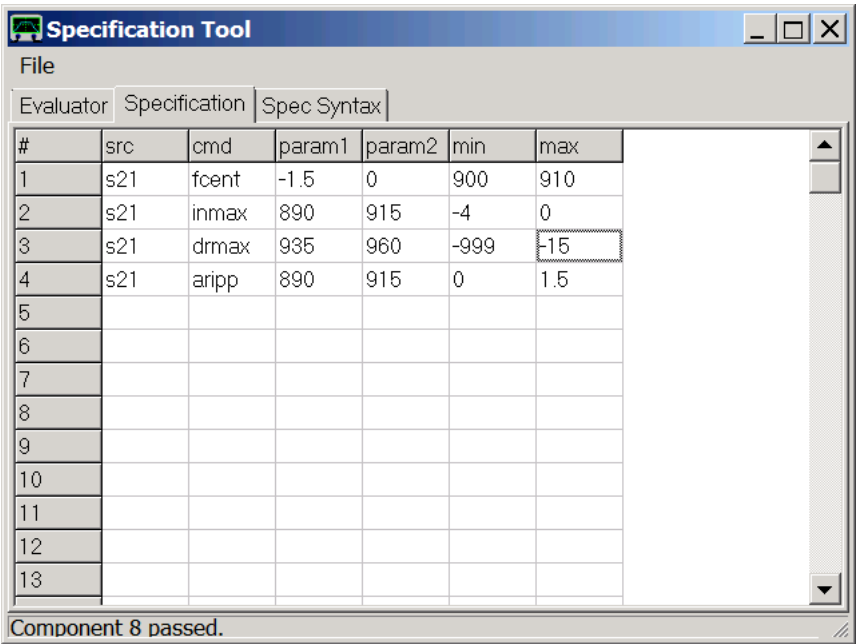 Specification Tool
File
Evaluator Specification Spec Syntax
# src cmd param1 param2 min max
1 s21 fcent -1.5 0 900 910
2 s21 inmax 890 915 -4 0
3 s21 drmax 935 960 -999 -15
4 s21 aripp 890 915 0 1.5
5
6
7
8
9
10
11
12
13
Component 8 passed.